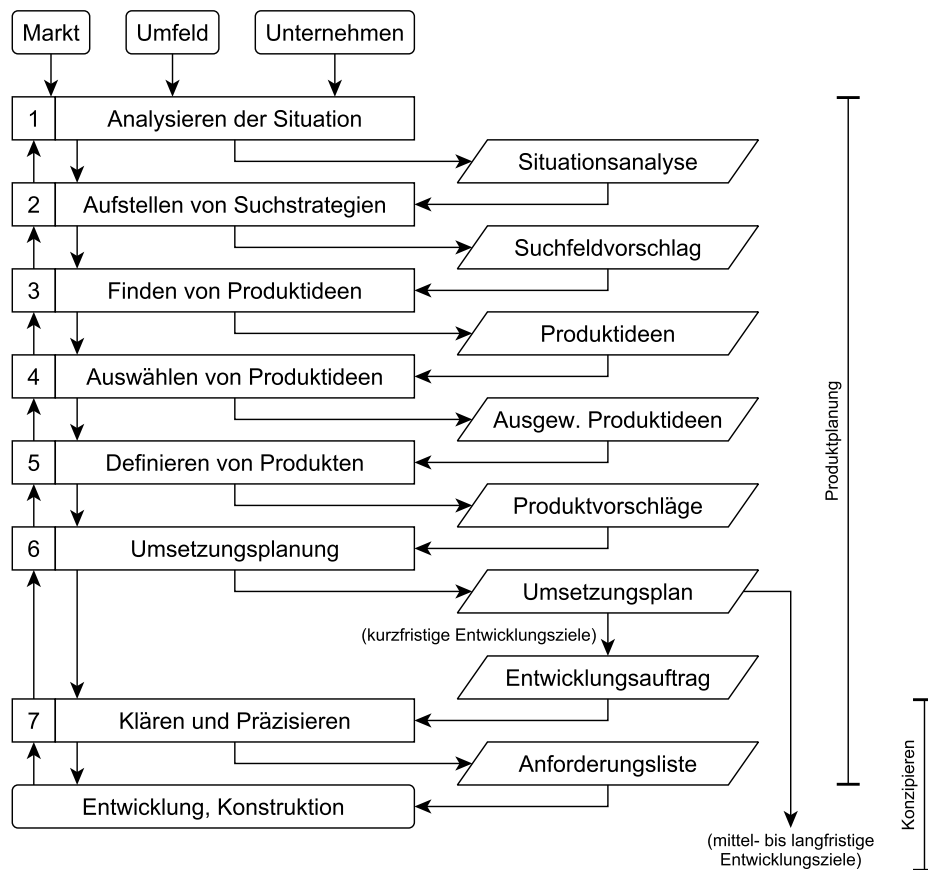 Markt
Umfeld
Unternehmen
1 Analysieren der Situation
Situationsanalyse
2 Aufstellen von Suchstrategien
Suchfeldvorschlag
3 Finden von Produktideen
Produktideen
4 Auswählen von Produktideen
Ausgew. Produktideen
5 Definieren von Produkten
Produktvorschläge
6 Umsetzungsplanung
Umsetzungsplan
(kurzfristige Entwicklungsziele)
Entwicklungsauftrag
7 Klären und Präzisieren
Anforderungsliste
Entwicklung, Konstruktion
(mittel- bis langfristige
Entwicklungsziele)
Produktplanung
Konzipieren